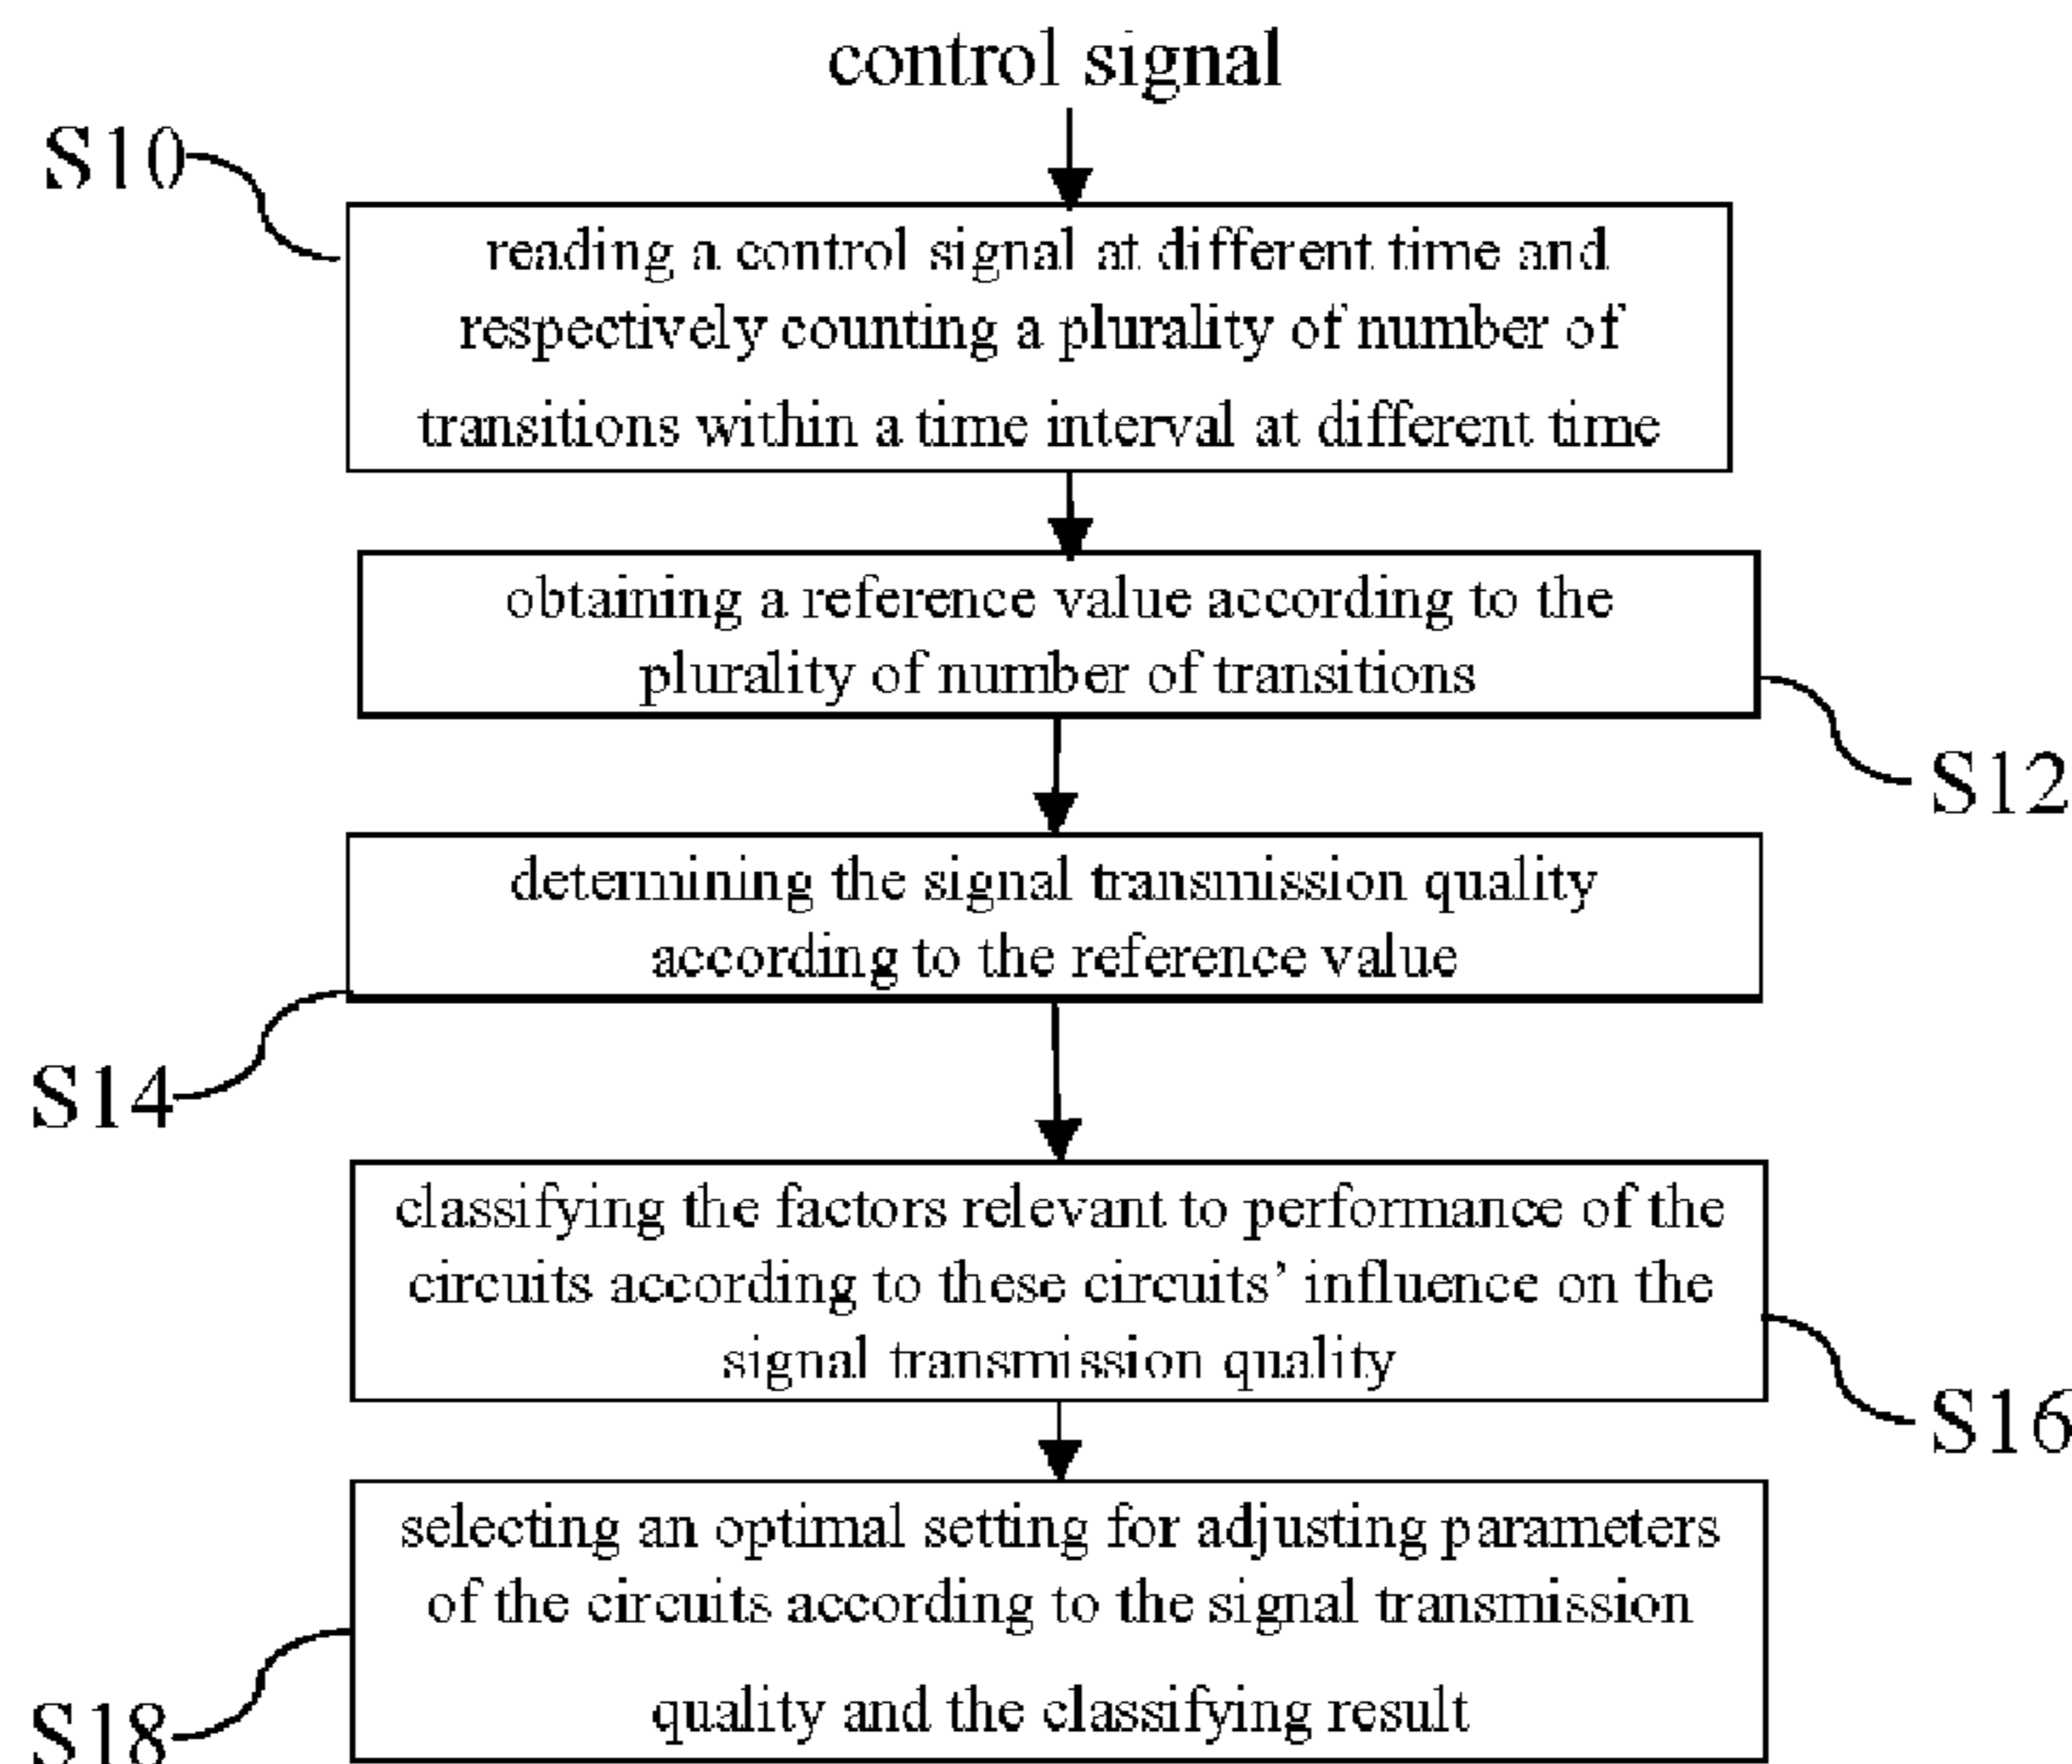 control signal
S10
reading a control signal at different time and
respectively counting a plurality of number of
transitions within a time interval at different time
obtaining a reference value according to the
plurality of number of transitions
S12
determining the signal transmission quality
according to the reference value
S14
classifying the factors relevant to performance of the
circuits according to these circuits’ influence on the
signal transmission quality
S16
selecting an optimal setting for adjusting parameters
of the circuits according to the signal transmission
quality and the classifying result
S18